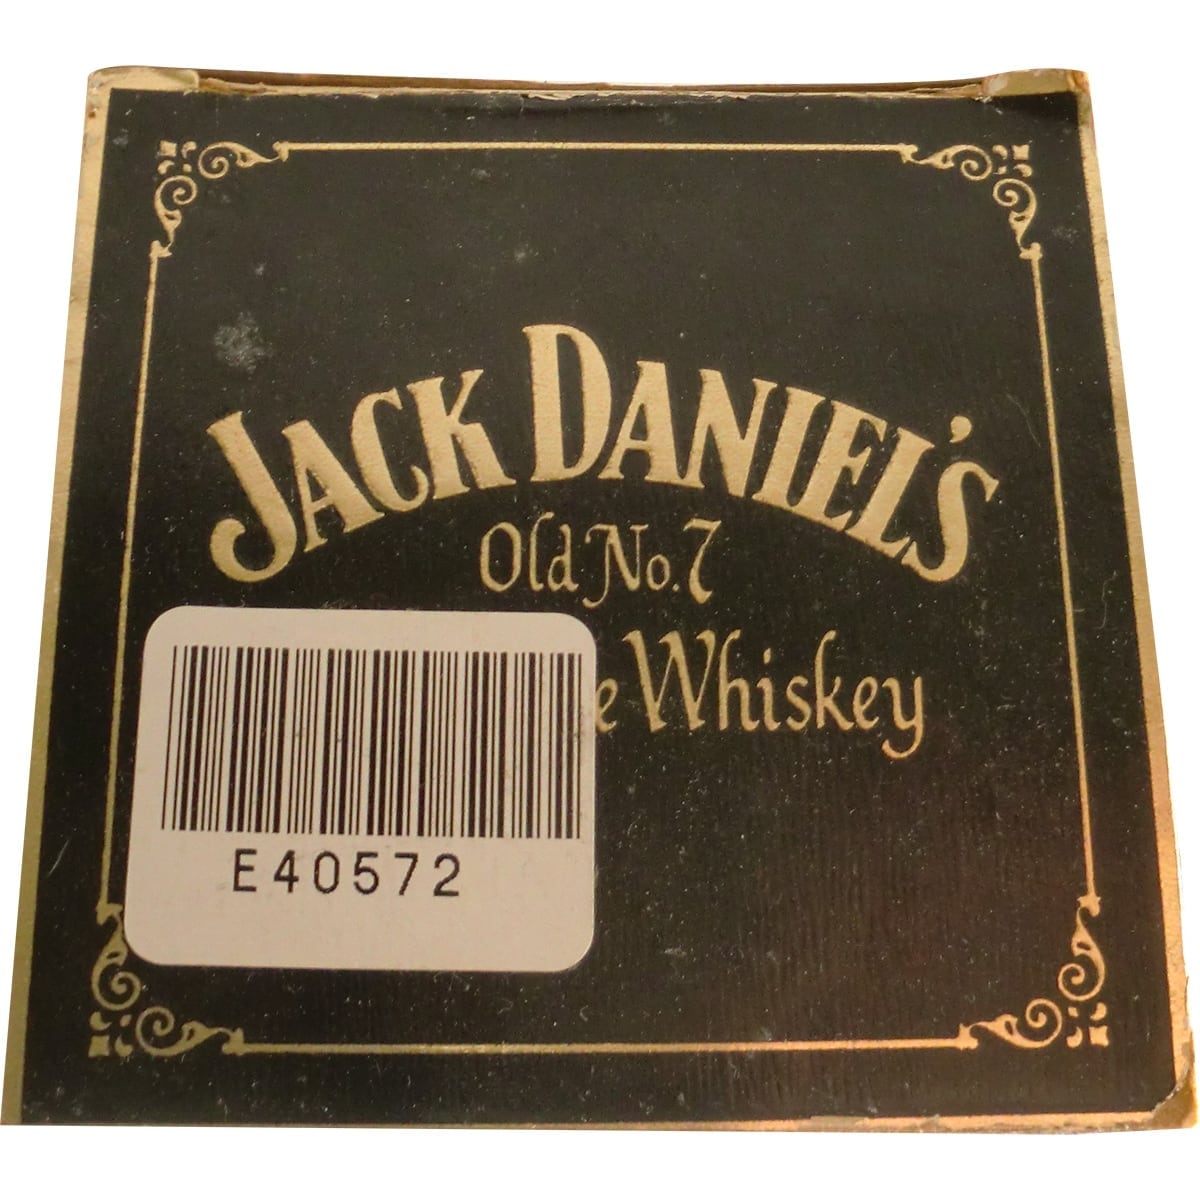 JACK DANIEL'S
Old No. 7
Whiskey
E40572